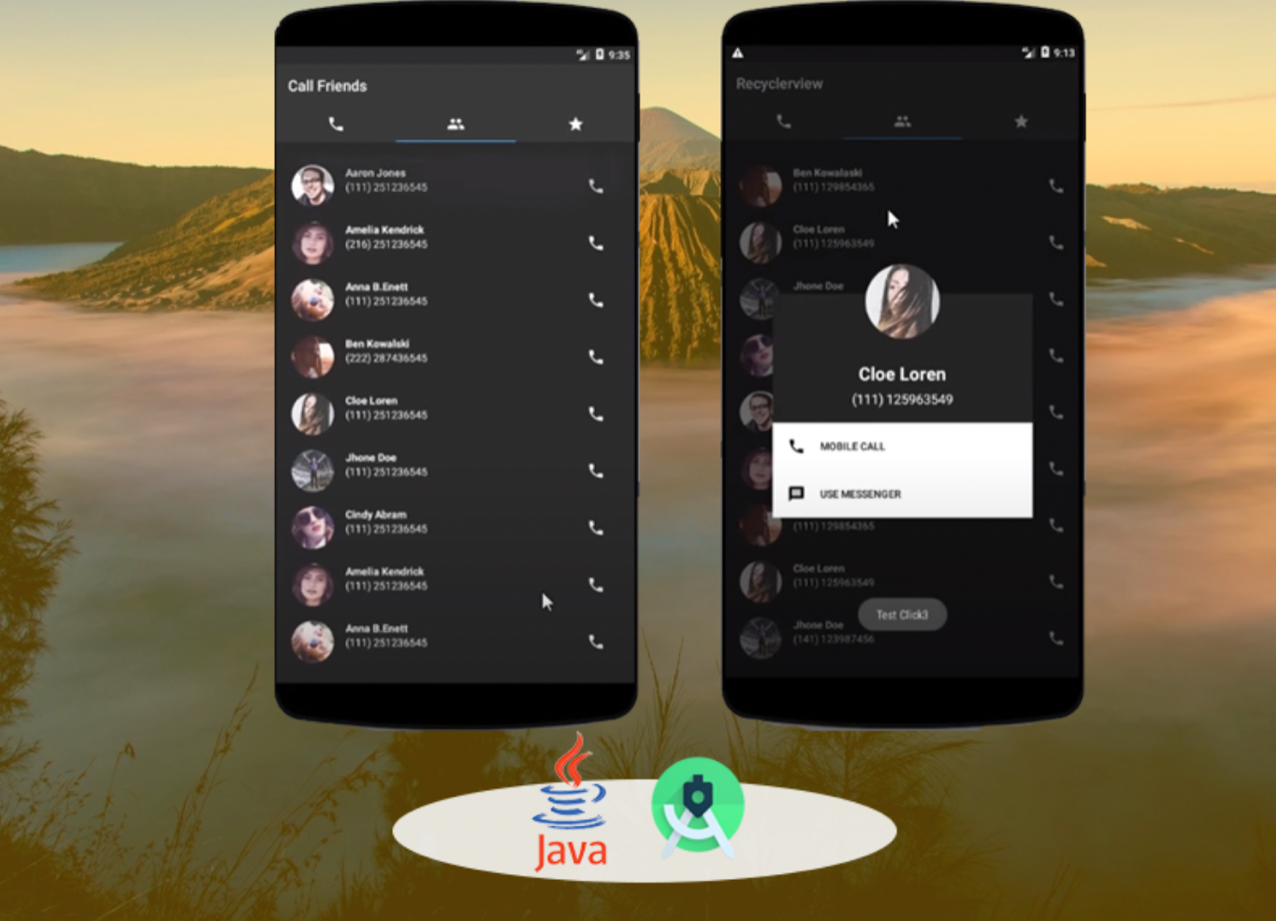 9:35
Call Friends
Aaron Jones
(111) 251236545
Amelia Kendrick
(216) 251236545
Anna B.Enett
(111) 251236545
Ben Kowalski
(222) 287436545
Cloe Loren
(111) 251236545
Jhone Doe
(111) 251236545
Cindy Abram
(111) 251236545
Amelia Kendrick
(111) 251236545
Anna B.Enett
(111) 251236545
9:13
Recyclerview
Ben Kowalaski
(111) 129854365
Cloe Loren
(111) 125963549
Jhone Doe
Cloe Loren
(111) 125963549
MOBILE CALL
USE MESSENGER
(111) 129854365
Cloe Loren
(111) 125963549
Test Click3
Jhone Doe
(141) 123987456
Java